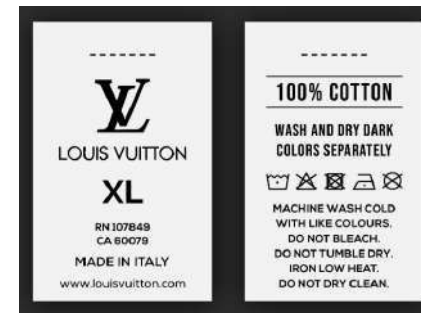 LV
LOUIS VUITTON
XL
RN 107849
CA 60079
MADE IN ITALY
www.louisvuitton.com
100% COTTON
WASH AND DRY DARK
COLORS SEPARATELY
MACHINE WASH COLD
WITH LIKE COLOURS.
DO NOT BLEACH.
DO NOT TUMBLE DRY.
IRON LOW HEAT.
DO NOT DRY CLEAN.